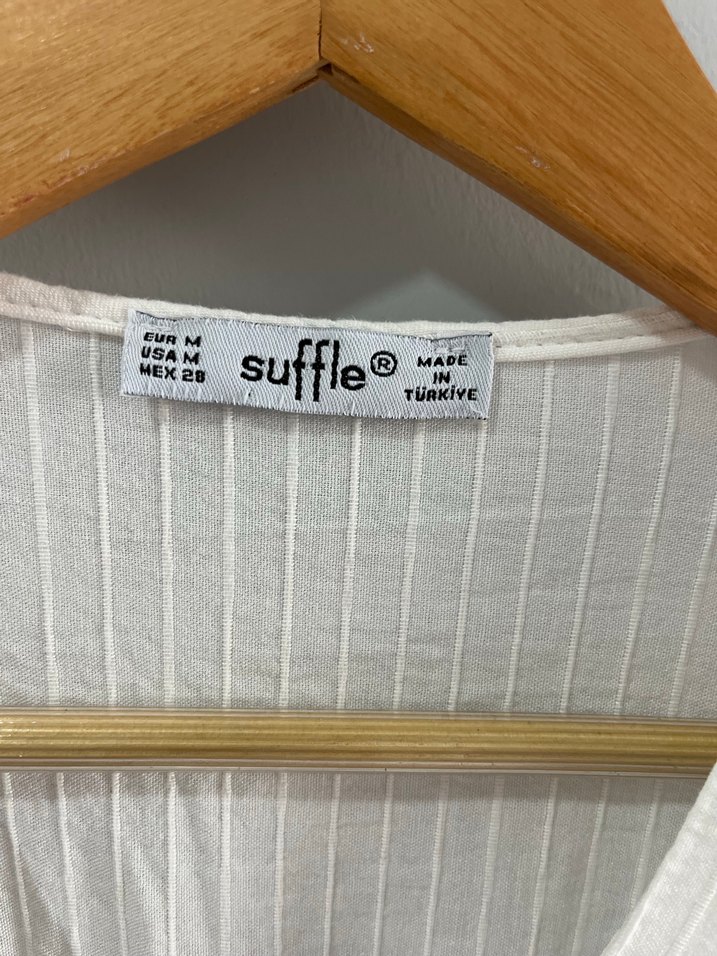 EUR M
USA M
MEX 28
suffle®
MADE
IN
TÜRKİYE